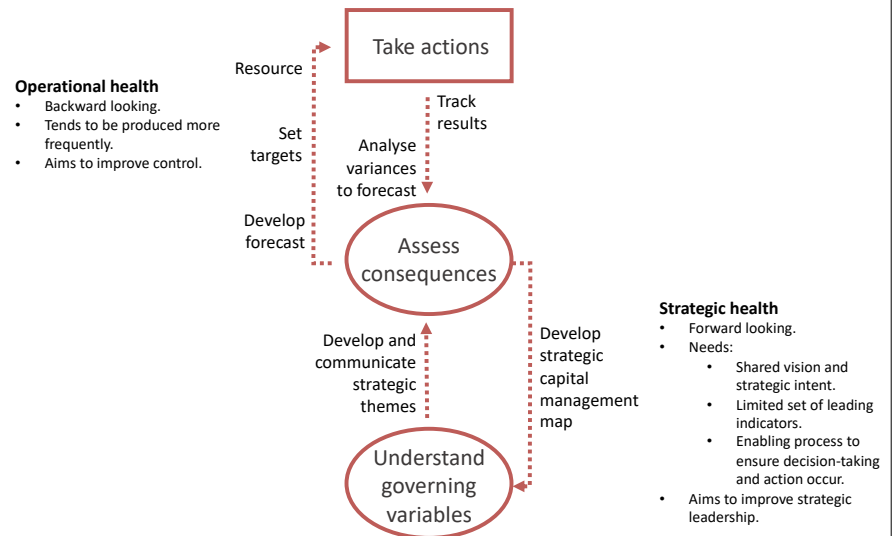 Take actions
Resource
Operational health
• Backward looking.
• Tends to be produced more
frequently.
• Aims to improve control.
Set
targets
Develop
forecast
Track
results
Analyse
variances
to forecast
Assess
consequences
Develop and
communicate
strategic
themes
Develop
strategic
capital
management
map
Understand
governing
variables
Strategic health
• Forward looking.
• Needs:
• Shared vision and
strategic intent.
• Limited set of leading
indicators.
• Enabling process to
ensure decision-taking
and action occur.
• Aims to improve strategic
leadership.